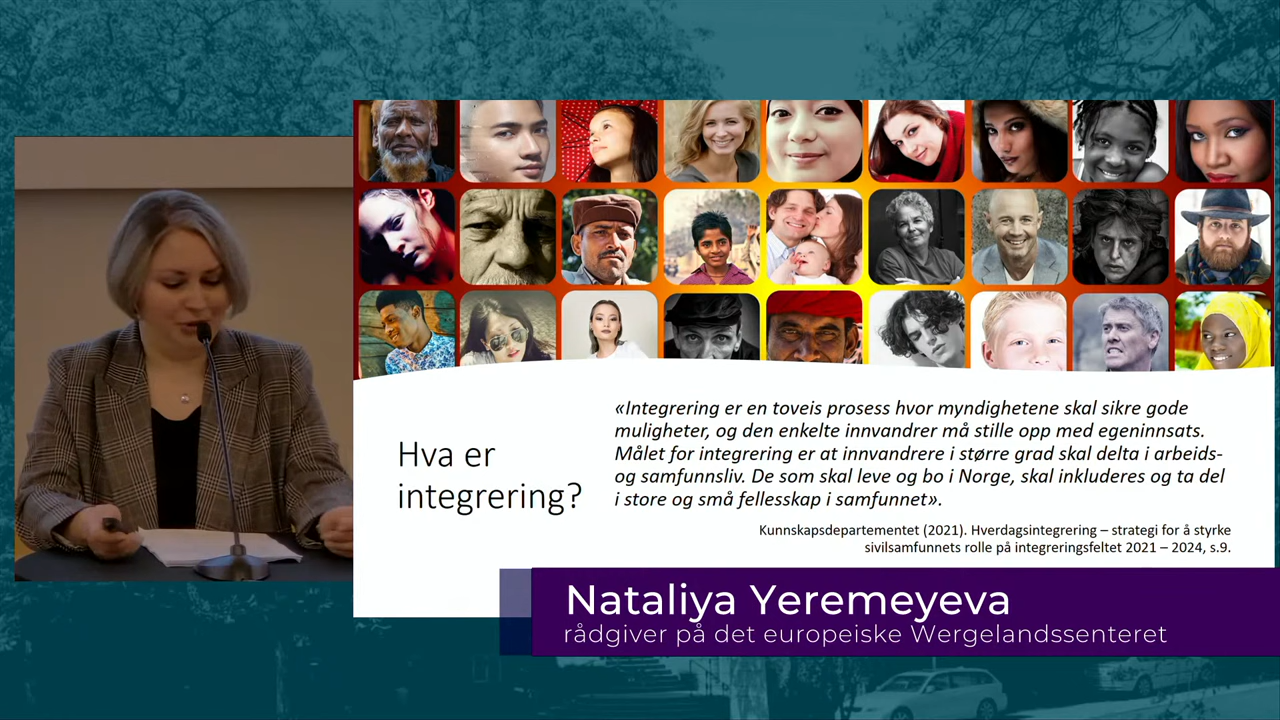 Hva er
integrering?
«Integrering er en toveis prosess hvor myndighetene skal sikre gode
muligheter, og den enkelte innvandrer må stille opp med egeninnsats.
Målet for integrering er at innvandrere i større grad skal delta i arbeids-
og samfunnsliv. De som skal leve og bo i Norge, skal inkluderes og ta del
i store og små fellesskap i samfunnet».
Kunnskapsdepartementet (2021). Hverdagsintegrering – strategi for å styrke
sivilsamfunnets rolle på integreringsfeltet 2021 – 2024, s.9.
Nataliya Yeremeyeva
rådgiver på det europeiske Wergelandssenteret